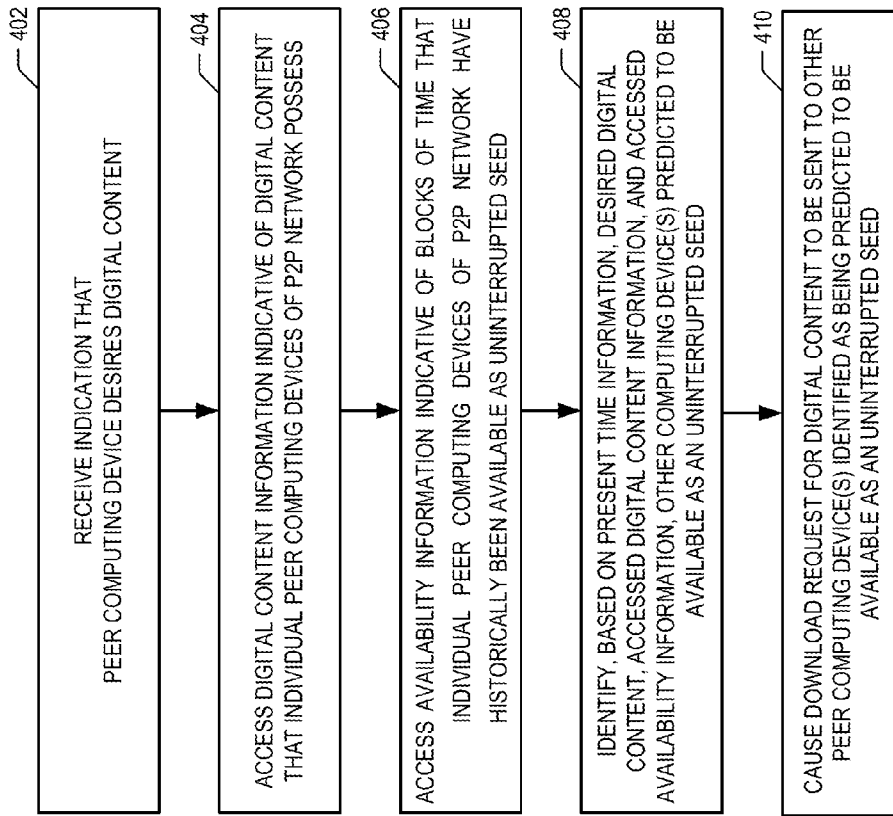 402
RECEIVE INDICATION THAT
PEER COMPUTING DEVICE DESIRES DIGITAL CONTENT
404
ACCESS DIGITAL CONTENT INFORMATION INDICATIVE OF DIGITAL CONTENT
THAT INDIVIDUAL PEER COMPUTING DEVICES OF P2P NETWORK POSSESS
406
ACCESS AVAILABILITY INFORMATION INDICATIVE OF BLOCKS OF TIME THAT
INDIVIDUAL PEER COMPUTING DEVICES OF P2P NETWORK HAVE
HISTORICALLY BEEN AVAILABLE AS UNINTERRUPTED SEED
408
IDENTIFY, BASED ON PRESENT TIME INFORMATION, DESIRED DIGITAL
CONTENT, ACCESSED DIGITAL CONTENT INFORMATION, AND ACCESSED
AVAILABILITY INFORMATION, OTHER COMPUTING DEVICE(S) PREDICTED TO BE
AVAILABLE AS AN UNINTERRUPTED SEED
410
CAUSE DOWNLOAD REQUEST FOR DIGITAL CONTENT TO BE SENT TO OTHER
PEER COMPUTING DEVICE(S) IDENTIFIED AS BEING PREDICTED TO BE
AVAILABLE AS AN UNINTERRUPTED SEED